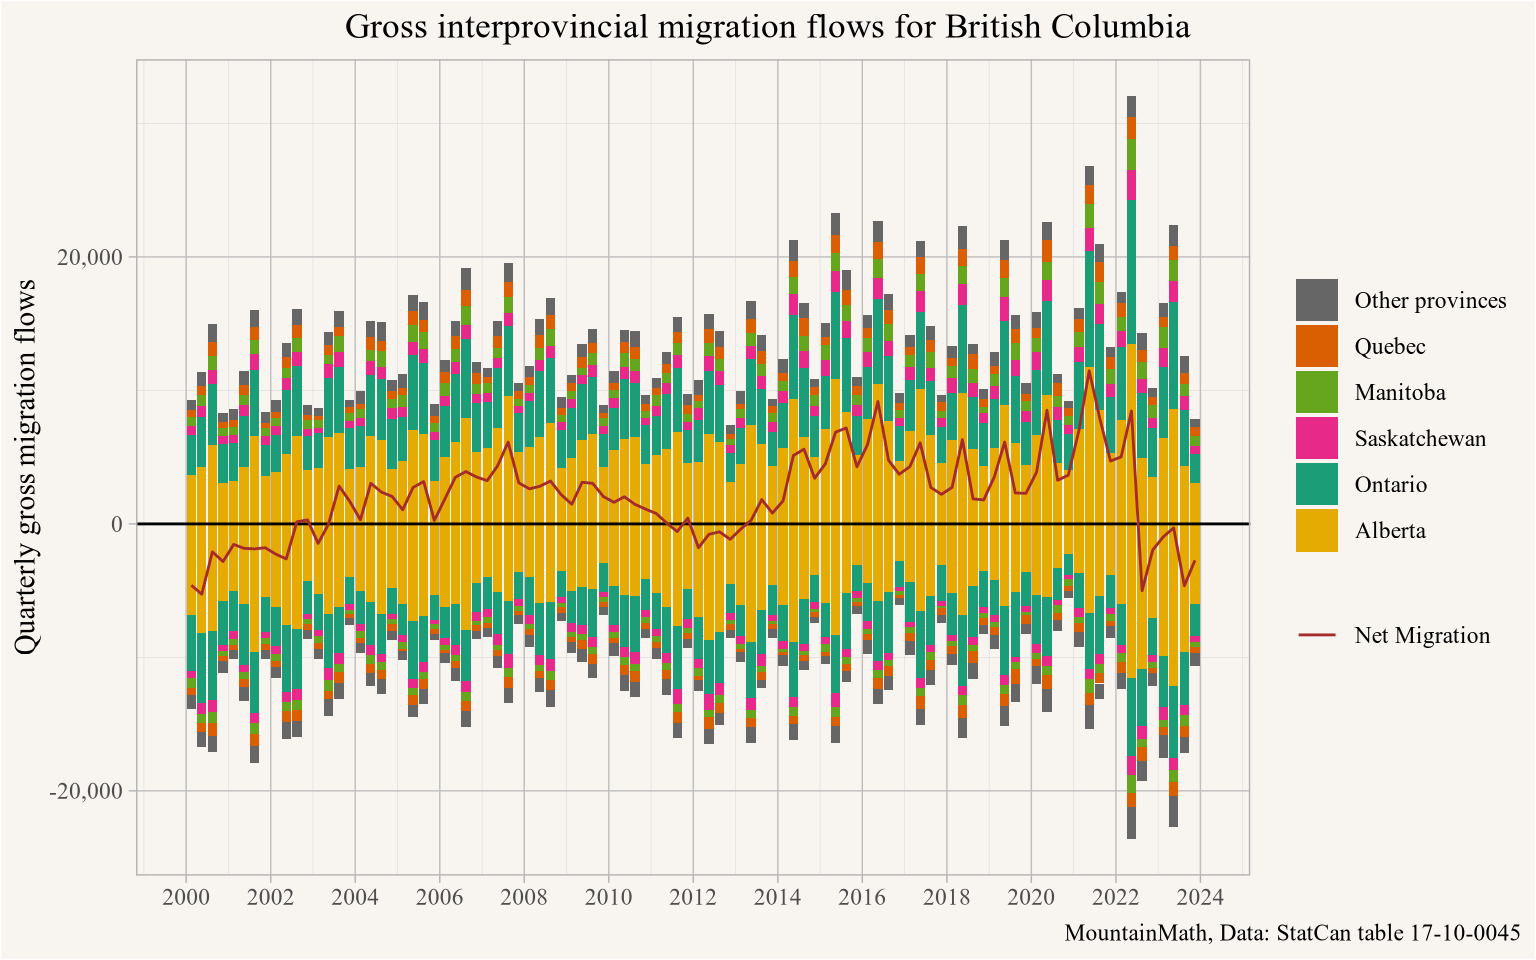 Gross interprovincial migration flows for British Columbia
Quarterly gross migration flows
20,000
0
-20,000
2000 2002 2004 2006 2008 2010 2012 2014 2016 2018 2020 2022 2024
Other provinces
Quebec
Manitoba
Saskatchewan
Ontario
Alberta
Net Migration
MountainMath, Data: StatCan table 17-10-0045